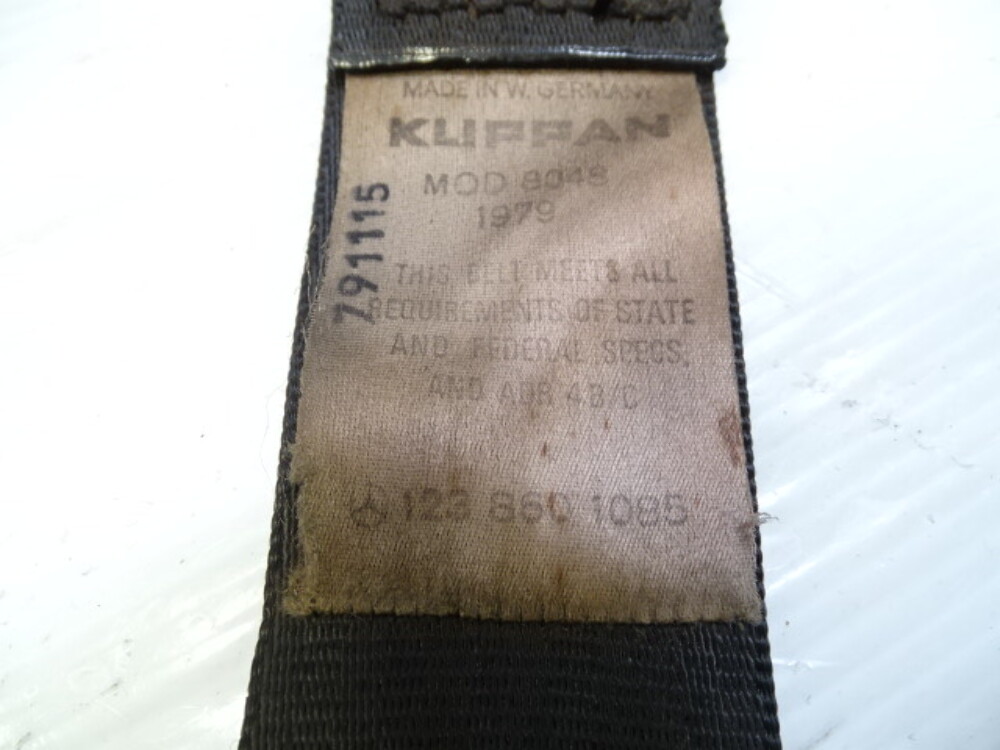 MADE IN W. GERMANY
KLIPPAN
MOD 8048
1979
791115
THIS BELT MEETS ALL
REQUIREMENTS OF STATE
AND FEDERAL SPECS,
AND ADR 4B/C
123 860 1085